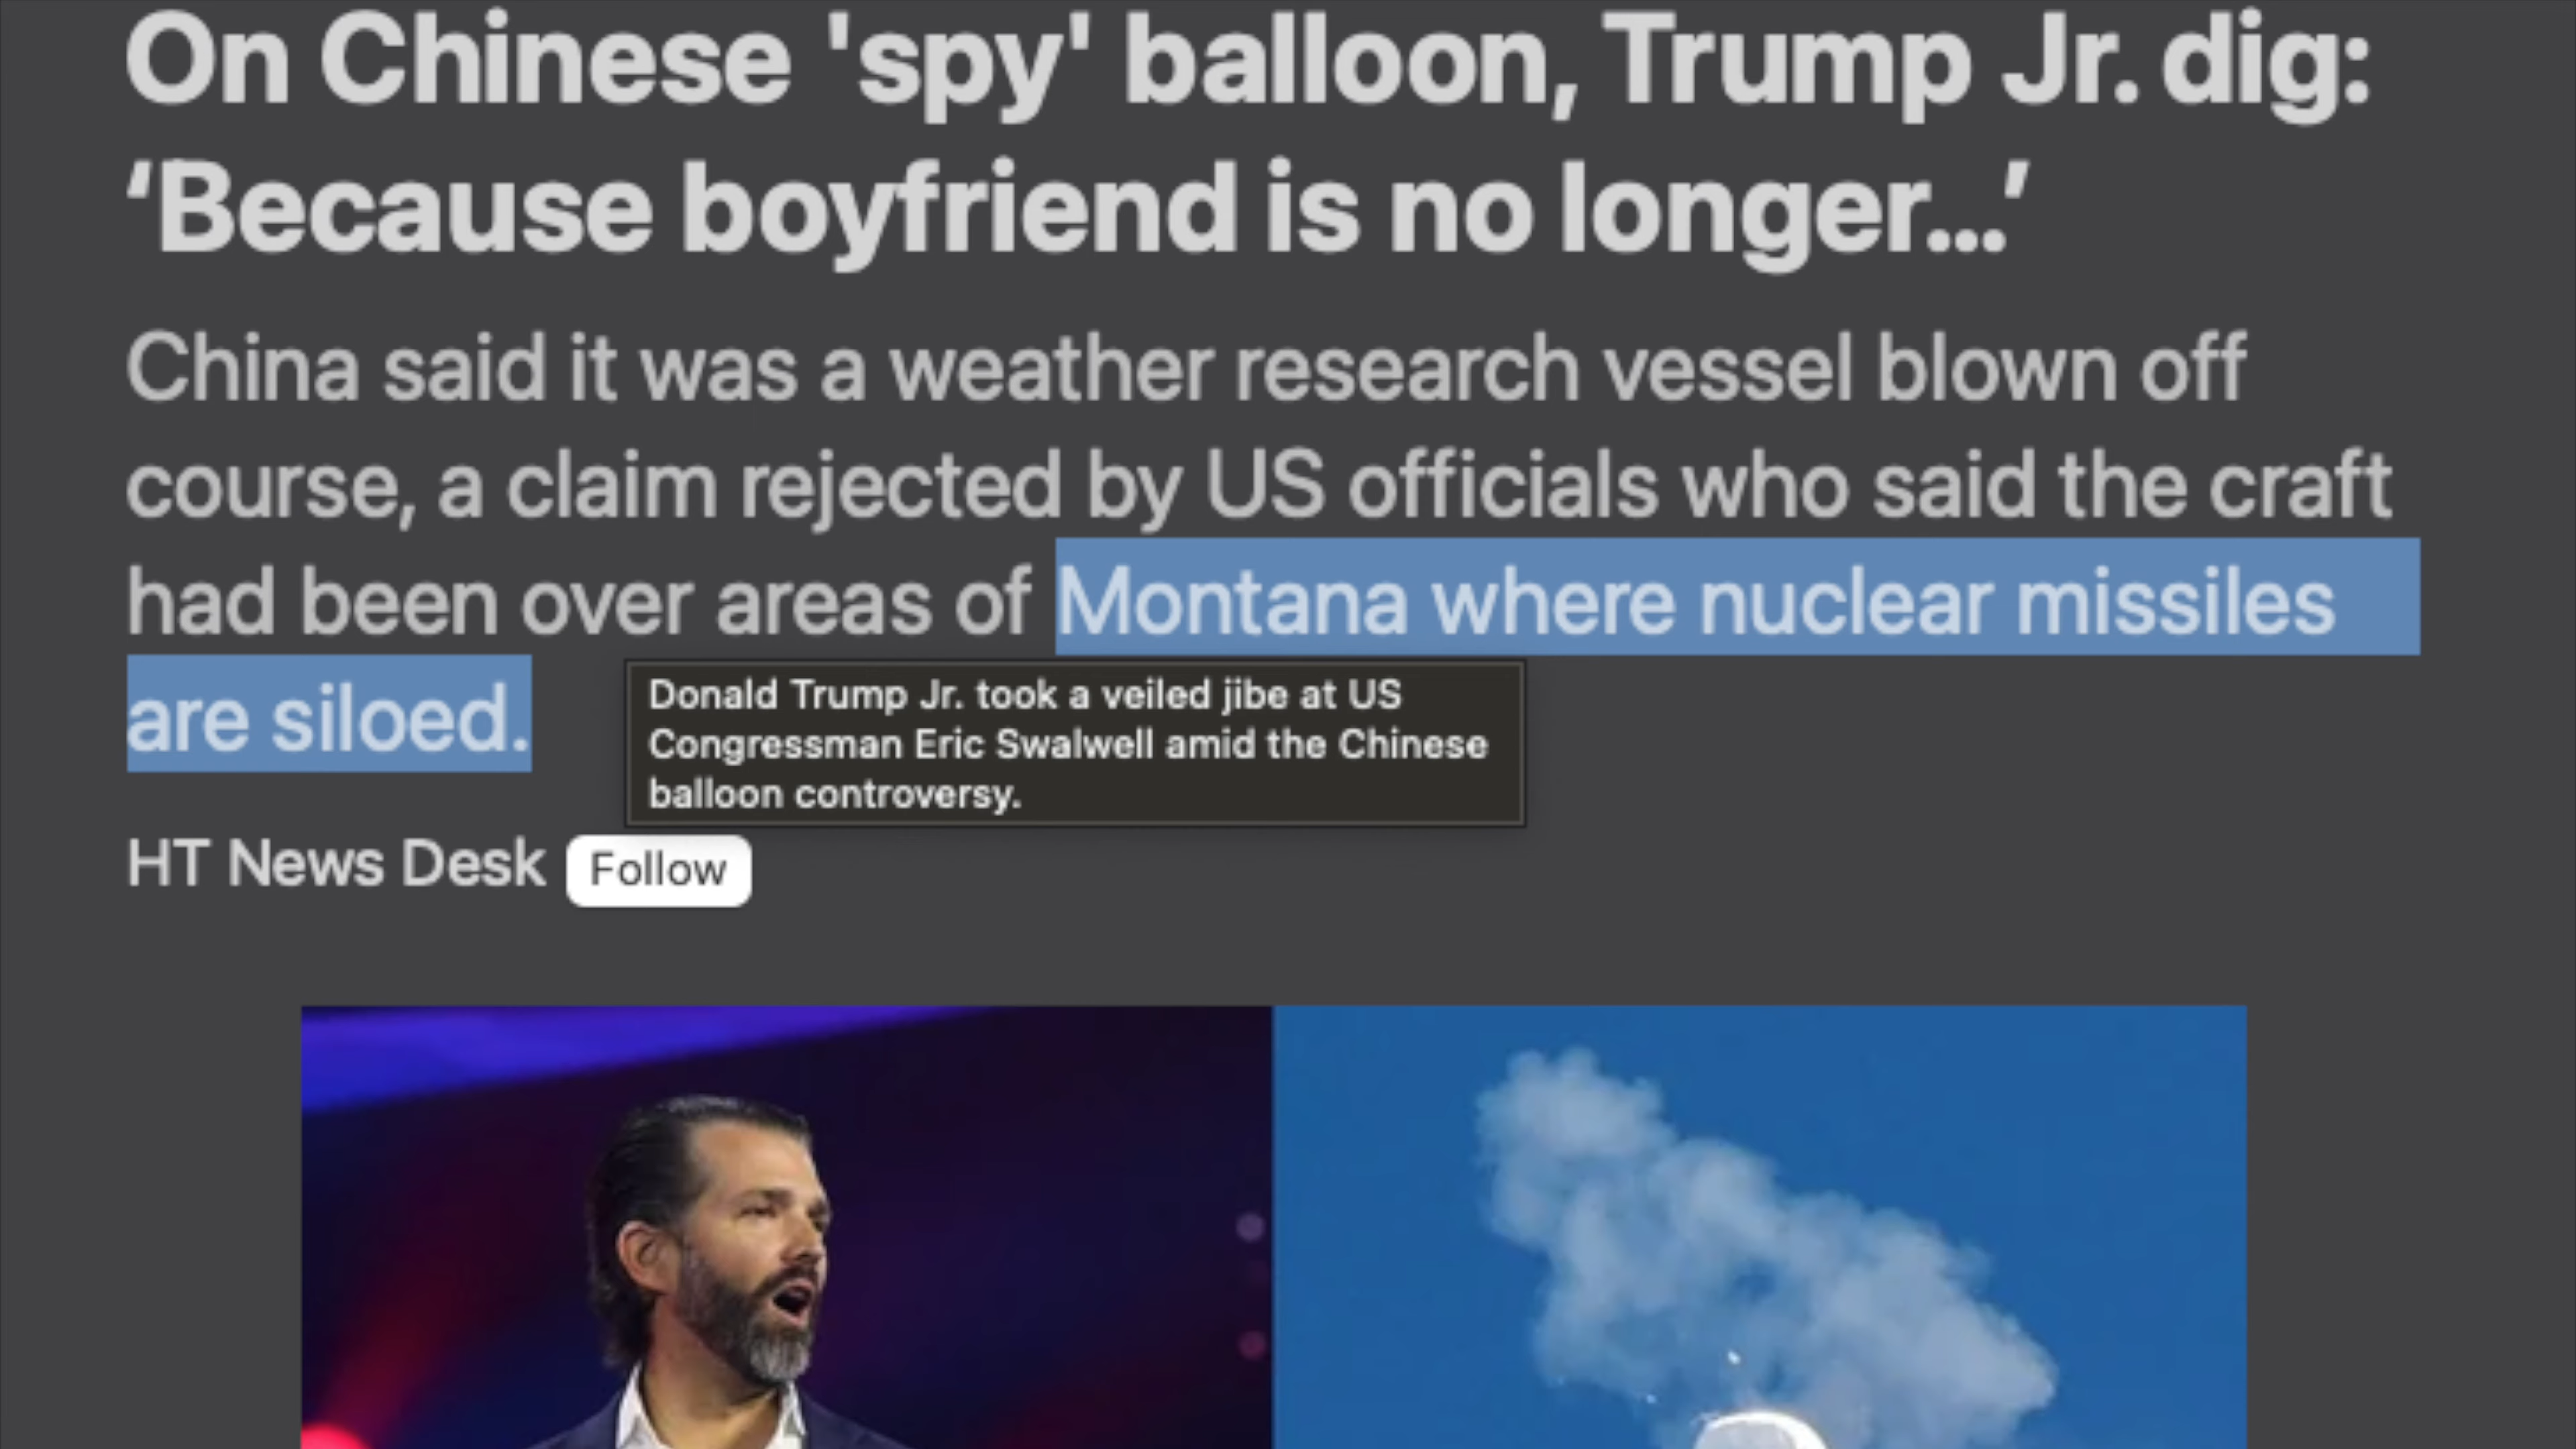 On Chinese 'spy' balloon, Trump Jr. dig:
‘Because boyfriend is no longer...’
China said it was a weather research vessel blown off
course, a claim rejected by US officials who said the craft
had been over areas of Montana where nuclear missiles
are siloed.
Donald Trump Jr. took a veiled jibe at US
Congressman Eric Swalwell amid the Chinese
balloon controversy.
HT News Desk Follow